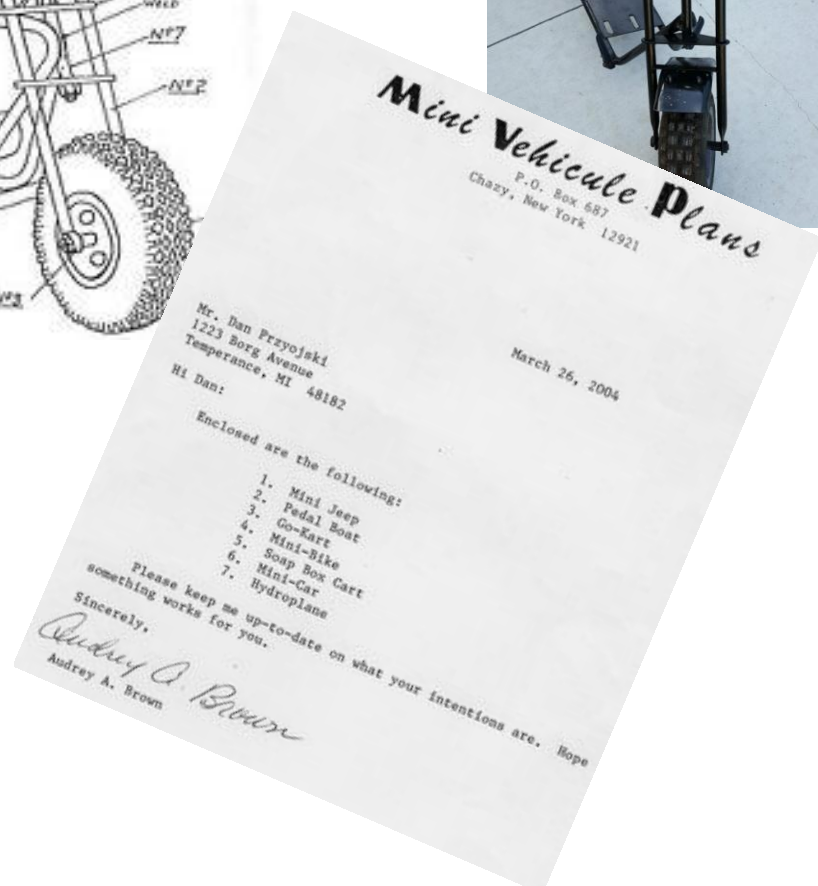 WELD
Nº7
Nº2
Nº3
Mini Vehicule Plans
P.O. Box 687
Chazy, New York 12921
March 26, 2004
Mr. Dan Przyojski
1223 Borg Avenue
Temperance, MI 48182
Hi Dan:
Enclosed are the following:
1. Mini Jeep
2. Pedal Boat
3. Go-Kart
4. Mini-Bike
5. Soap Box Cart
6. Mini-Car
7. Hydroplane
Please keep me up-to-date on what your intentions are. Hope
something works for you.
Sincerely,
Audrey A. Brown
Audrey A. Brown